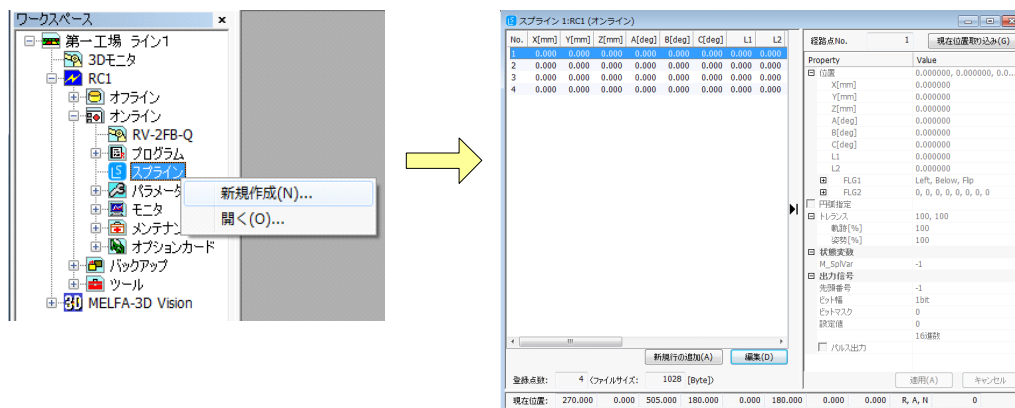 ワークスペース ×
第一工場 ライン1
3Dモニタ
RC1
オフライン
オンライン
RV-2FB-Q
プログラム
スプライン
パラメータ
モニタ
メンテナン
オプションカード
バックアップ
ツール
MELFA-3D Vision
新規作成(N)...
開く(O)...
スプライン 1:RC1 (オンライン)
No. X[mm] Y[mm] Z[mm] A[deg] B[deg] C[deg] L1 L2
1 0.000 0.000 0.000 0.000 0.000 0.000 0.000 0.000
2 0.000 0.000 0.000 0.000 0.000 0.000 0.000 0.000
3 0.000 0.000 0.000 0.000 0.000 0.000 0.000 0.000
4 0.000 0.000 0.000 0.000 0.000 0.000 0.000 0.000
新規行の追加(A) 編集(D)
登録点数: 4 (ファイルサイズ: 1028 [Byte])
経路点No. 1 現在位置取り込み(G)
Property Value
位置 0.000000, 0.000000, 0.0...
X[mm] 0.000000
Y[mm] 0.000000
Z[mm] 0.000000
A[deg] 0.000000
B[deg] 0.000000
C[deg] 0.000000
L1 0.000000
L2 0.000000
FLG1 Left, Below, Flip
FLG2 0, 0, 0, 0, 0, 0, 0, 0
円弧指定
トレランス 100, 100
軌跡[%] 100
姿勢[%] 100
状態変数
M_SplVar -1
出力信号
先頭番号 -1
ビット幅 1bit
ビットマスク 0
設定値 0
16進数
パルス出力
適用(A) キャンセル
現在位置: 270.000 0.000 505.000 180.000 0.000 180.000 0.000 0.000 R, A, N 0